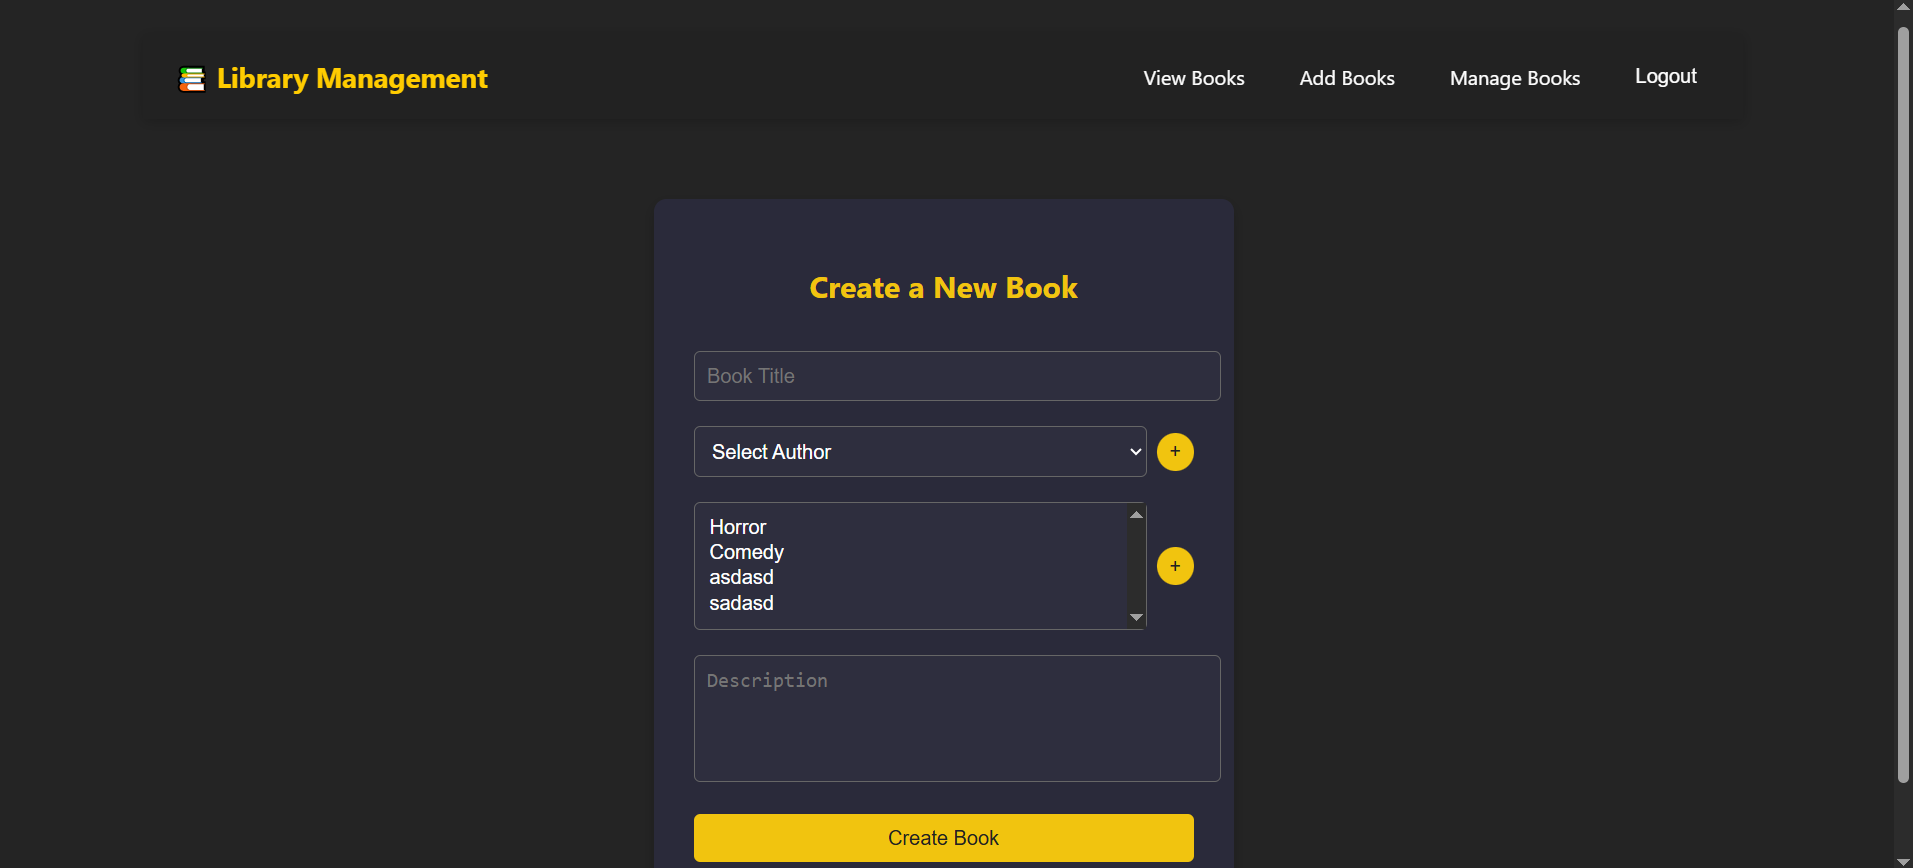 Library Management
View Books
Add Books
Manage Books
Logout
Create a New Book
Book Title
Select Author
+
Horror
Comedy
asdasd
sadasd
+
Description
Create Book